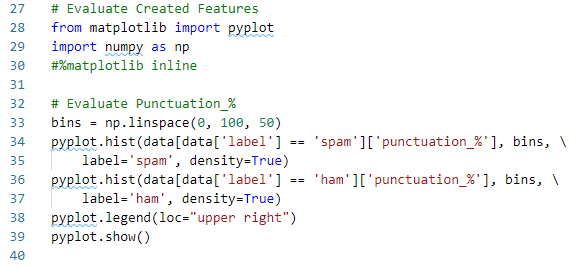 27 # Evaluate Created Features
28 from matplotlib import pyplot
29 import numpy as np
30 #%matplotlib inline
31
32 # Evaluate Punctuation_%
33 bins = np.linspace(0, 100, 50)
34 pyplot.hist(data[data['label'] == 'spam']['punctuation_%'], bins, \
35     label='spam', density=True)
36 pyplot.hist(data[data['label'] == 'ham']['punctuation_%'], bins, \
37     label='ham', density=True)
38 pyplot.legend(loc="upper right")
39 pyplot.show()
40